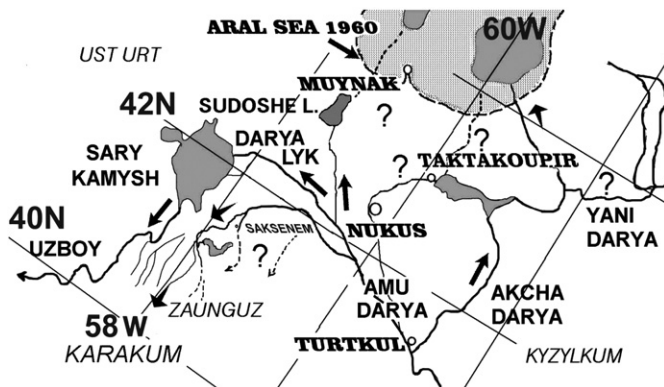 ARAL SEA 1960
60W
UST URT
MUYNAK
42N
SUDOSHE L.
?
DARYA
LYK
?
SARY
KAMYSH
?
TAKTAKOUPIR
?
40N
UZBOY
SAKSENEM
?
NUKUS
YANI
DARYA
AMU
DARYA
AKCHA
DARYA
ZAUNGUZ
58W
KARAKUM
TURTKUL
KYZYLKUM